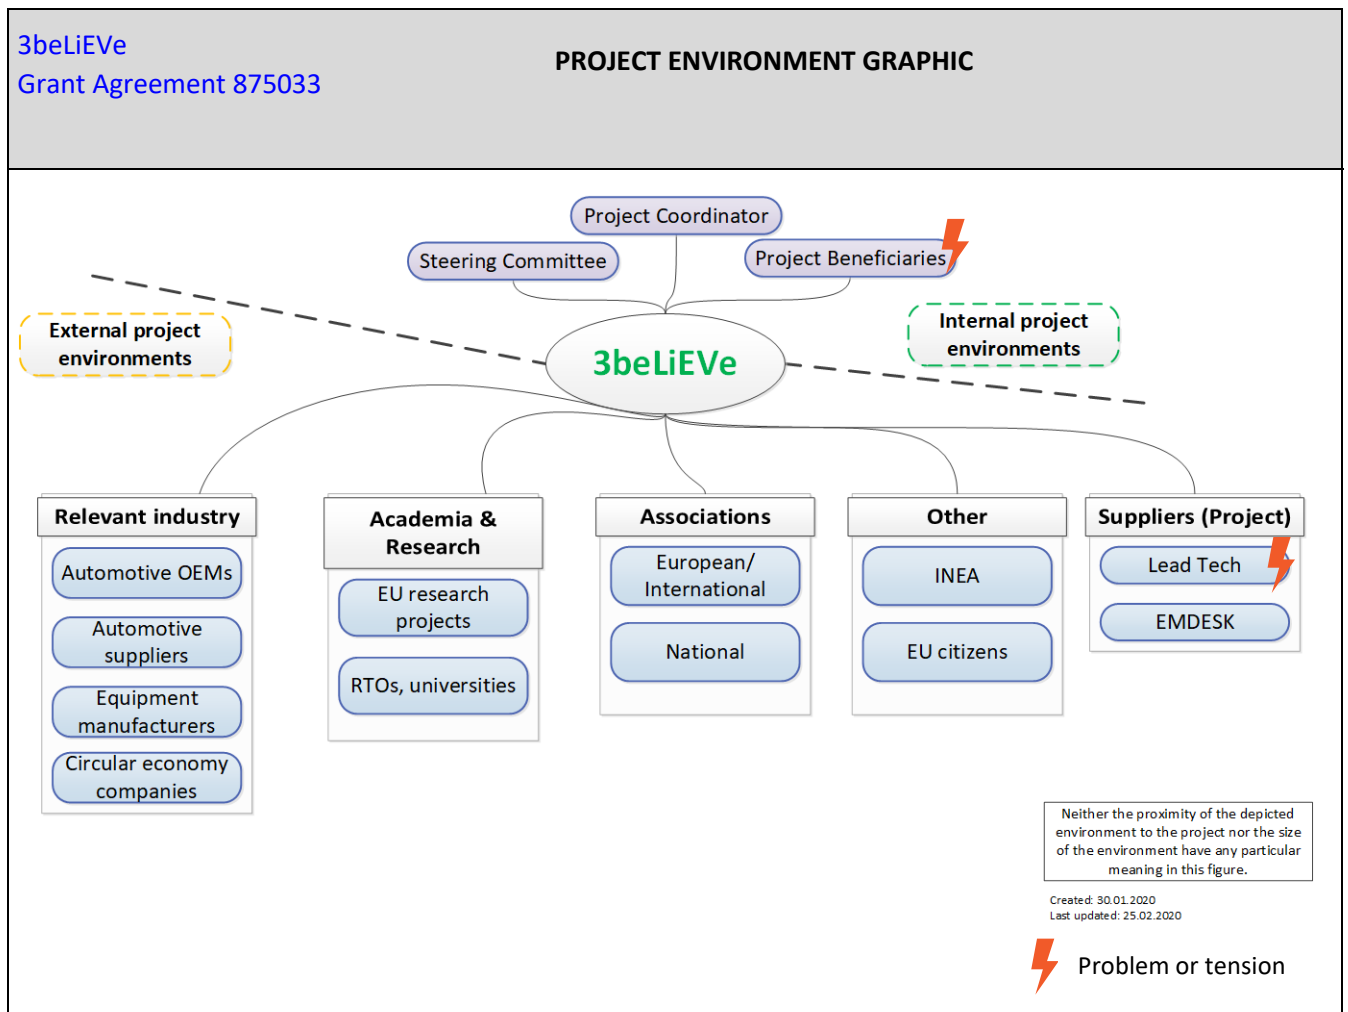 3beLiEVe
Grant Agreement 875033
PROJECT ENVIRONMENT GRAPHIC
Project Coordinator
Steering Committee
Project Beneficiaries
External project
environments
Internal project
environments
3beLiEVe
Relevant industry
Automotive OEMs
Automotive
suppliers
Equipment
manufacturers
Circular economy
companies
Academia &
Research
EU research
projects
RTOs, universities
Associations
European/
International
National
Other
INEA
EU citizens
Suppliers (Project)
Lead Tech
EMDESK
Neither the proximity of the depicted
environment to the project nor the size
of the environment have any particular
meaning in this figure.
Created: 30.01.2020
Last updated: 25.02.2020
Problem or tension